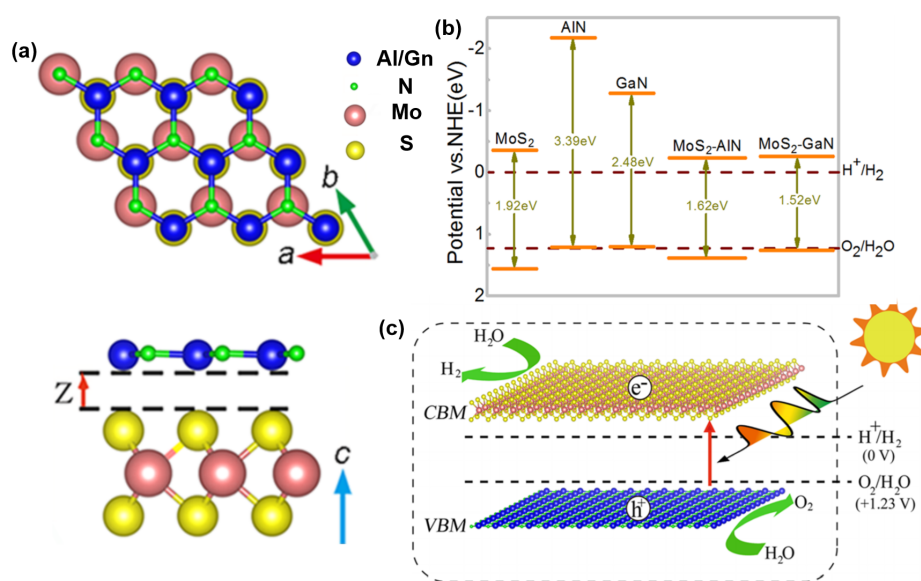 (a)
Al/Gn
N
Mo
S
b
a
Z
c
(b)
Potential vs.NHE(eV)
-2
-1
0
1
2
MoS2
AlN
GaN
MoS2-AlN
MoS2-GaN
1.92eV
3.39eV
2.48eV
1.62eV
1.52eV
H+/H2
O2/H2O
(c)
H2O
H2
e-
CBM
H+/H2
(0 V)
O2/H2O
(+1.23 V)
VBM
h+
O2
H2O